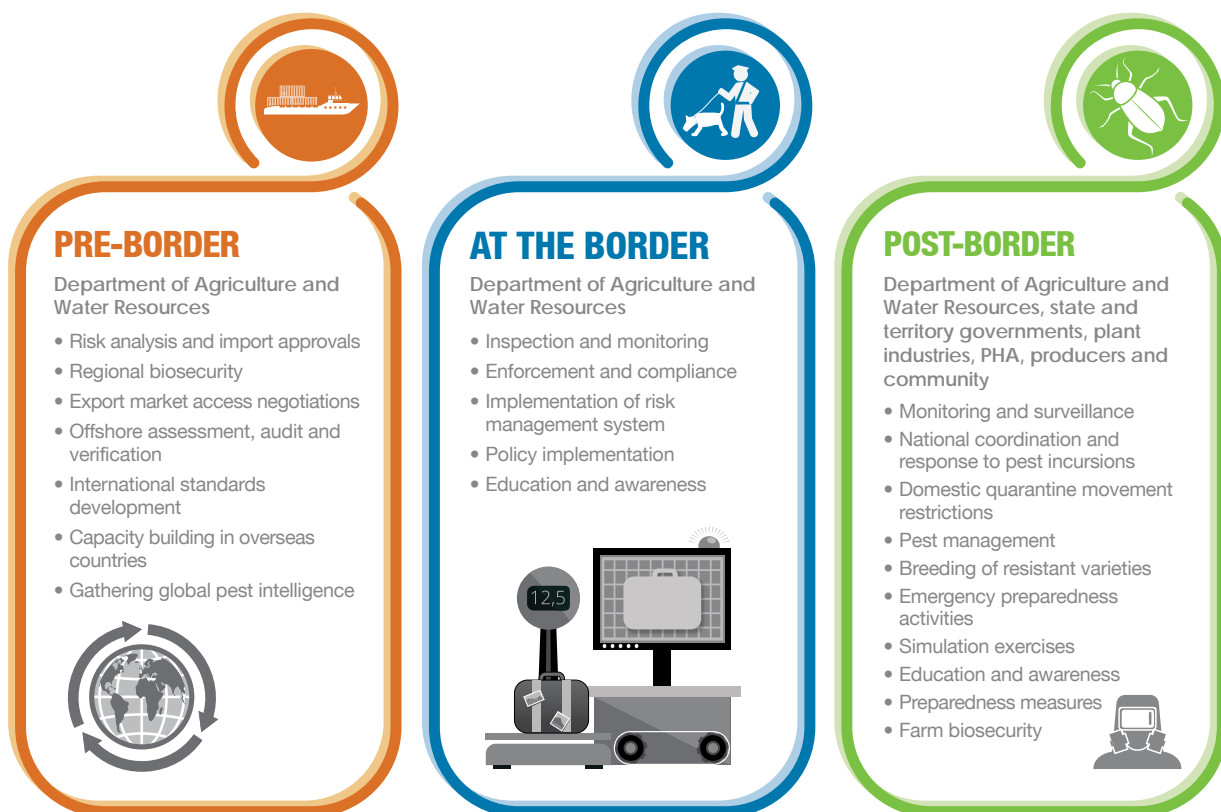 PRE-BORDER
Department of Agriculture and
Water Resources
• Risk analysis and import approvals
• Regional biosecurity
• Export market access negotiations
• Offshore assessment, audit and
verification
• International standards
development
• Capacity building in overseas
countries
• Gathering global pest intelligence
AT THE BORDER
Department of Agriculture and
Water Resources
• Inspection and monitoring
• Enforcement and compliance
• Implementation of risk
management system
• Policy implementation
• Education and awareness
12,5
POST-BORDER
Department of Agriculture and
Water Resources, state and
territory governments, plant
industries, PHA, producers and
community
• Monitoring and surveillance
• National coordination and
response to pest incursions
• Domestic quarantine movement
restrictions
• Pest management
• Breeding of resistant varieties
• Emergency preparedness
activities
• Simulation exercises
• Education and awareness
• Preparedness measures
• Farm biosecurity